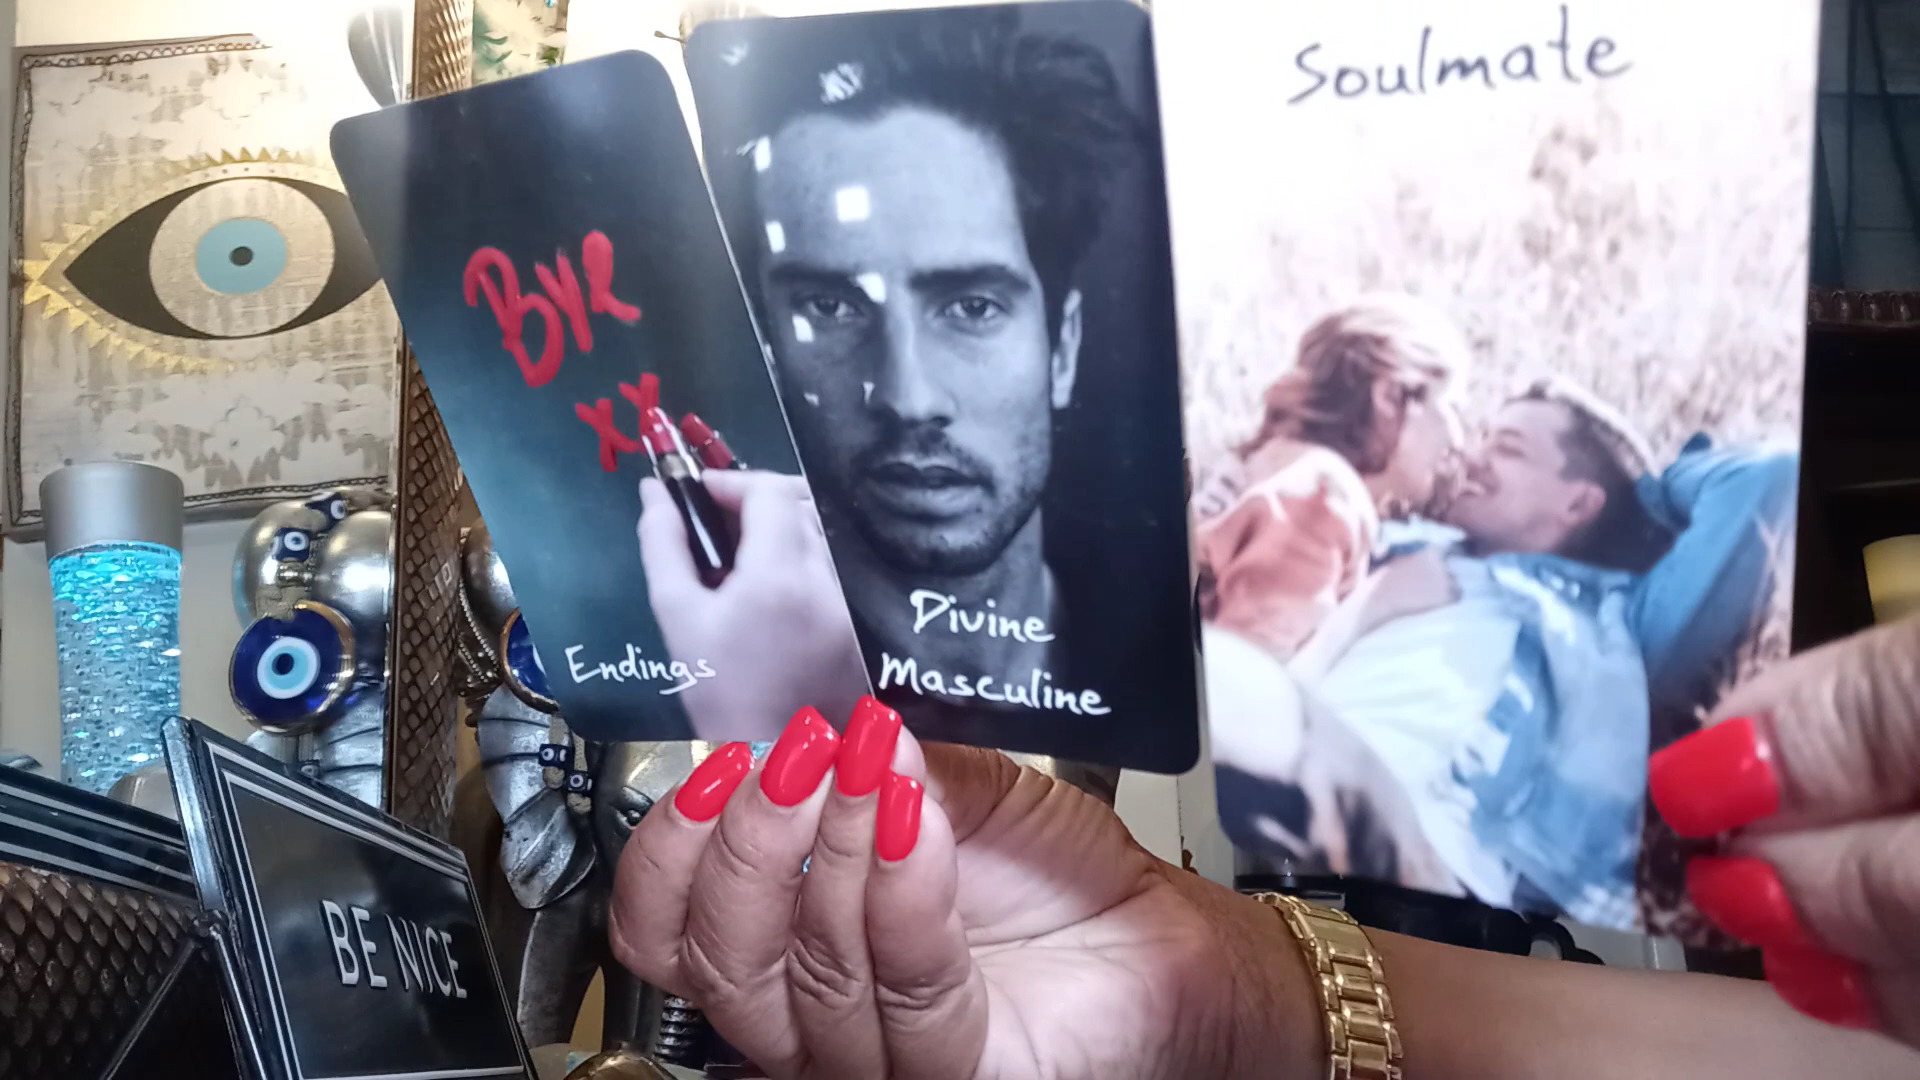 Bye
xx
Endings
Divine
Masculine
Soulmate
BE NICE